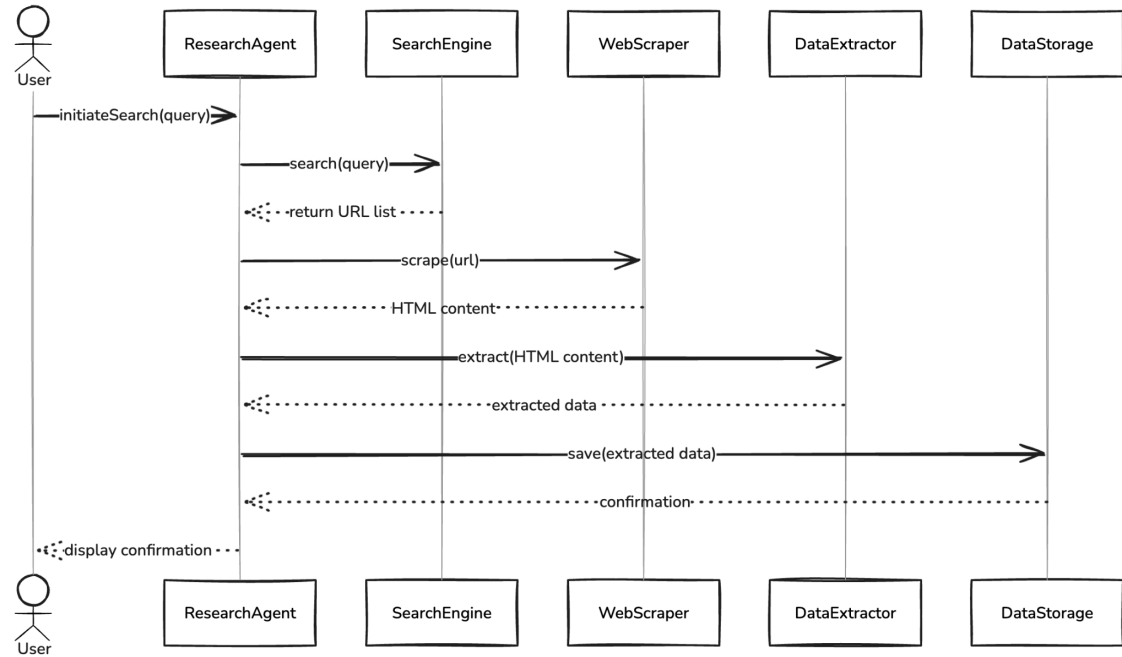 User
ResearchAgent
SearchEngine
WebScraper
DataExtractor
DataStorage
initiateSearch(query)
search(query)
return URL list
scrape(url)
HTML content
extract(HTML content)
extracted data
save(extracted data)
confirmation
display confirmation
User
ResearchAgent
SearchEngine
WebScraper
DataExtractor
DataStorage